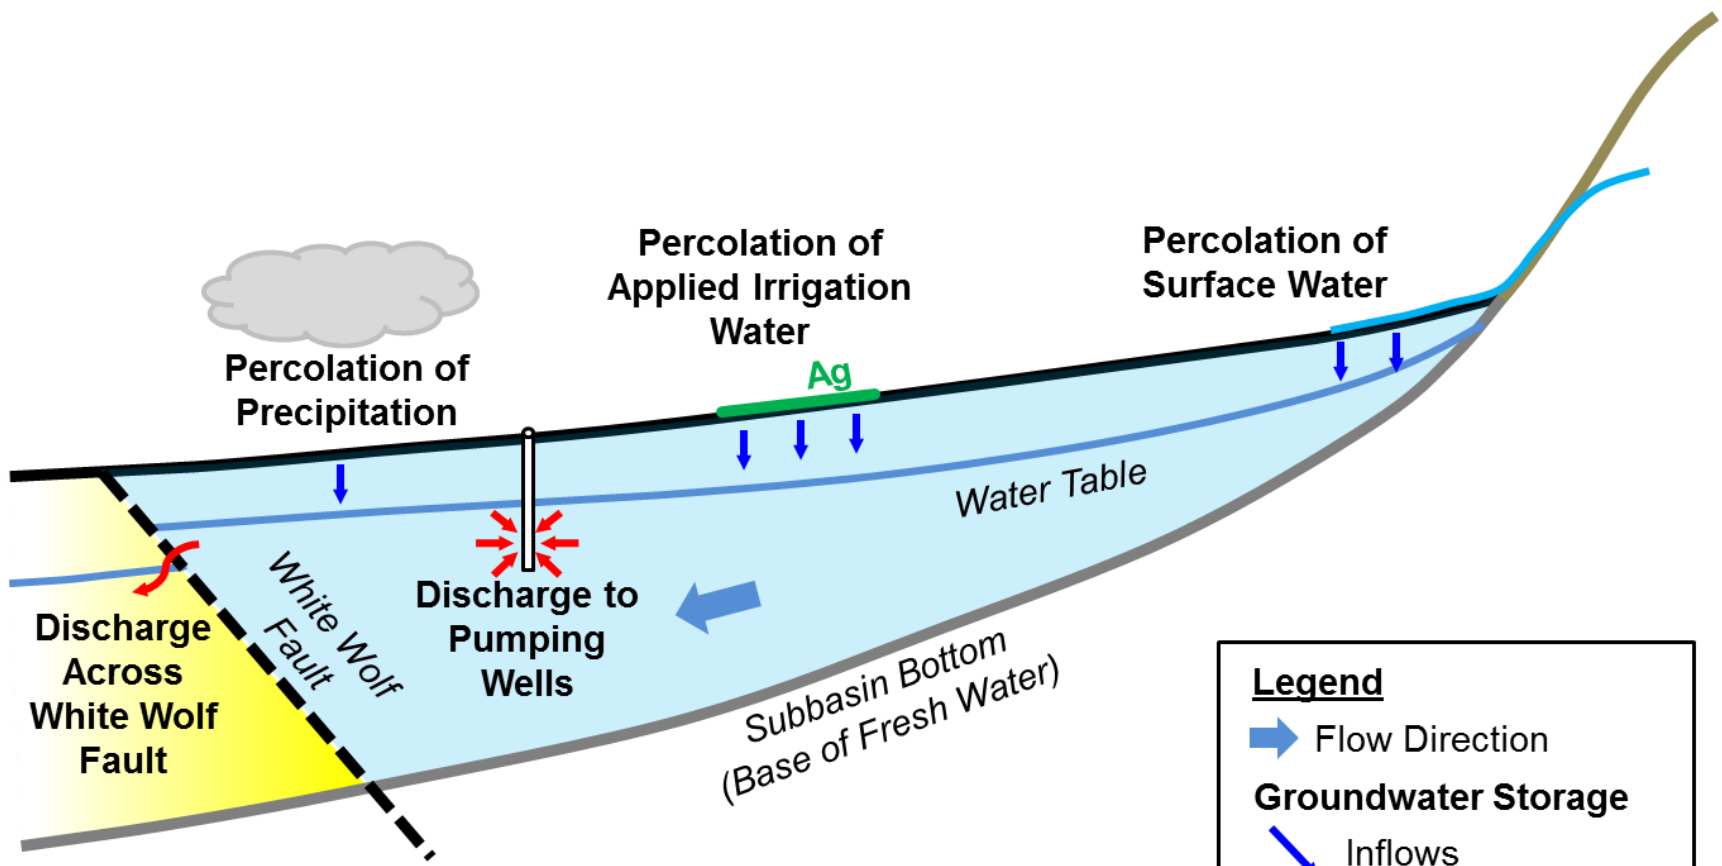 Percolation of
Precipitation
Percolation of
Applied Irrigation
Water
Ag
Percolation of
Surface Water
Water Table
White Wolf
Fault
Discharge to
Pumping
Wells
Discharge
Across
White Wolf
Fault
Subbasin Bottom
(Base of Fresh Water)
Legend
Flow Direction
Groundwater Storage
Inflows